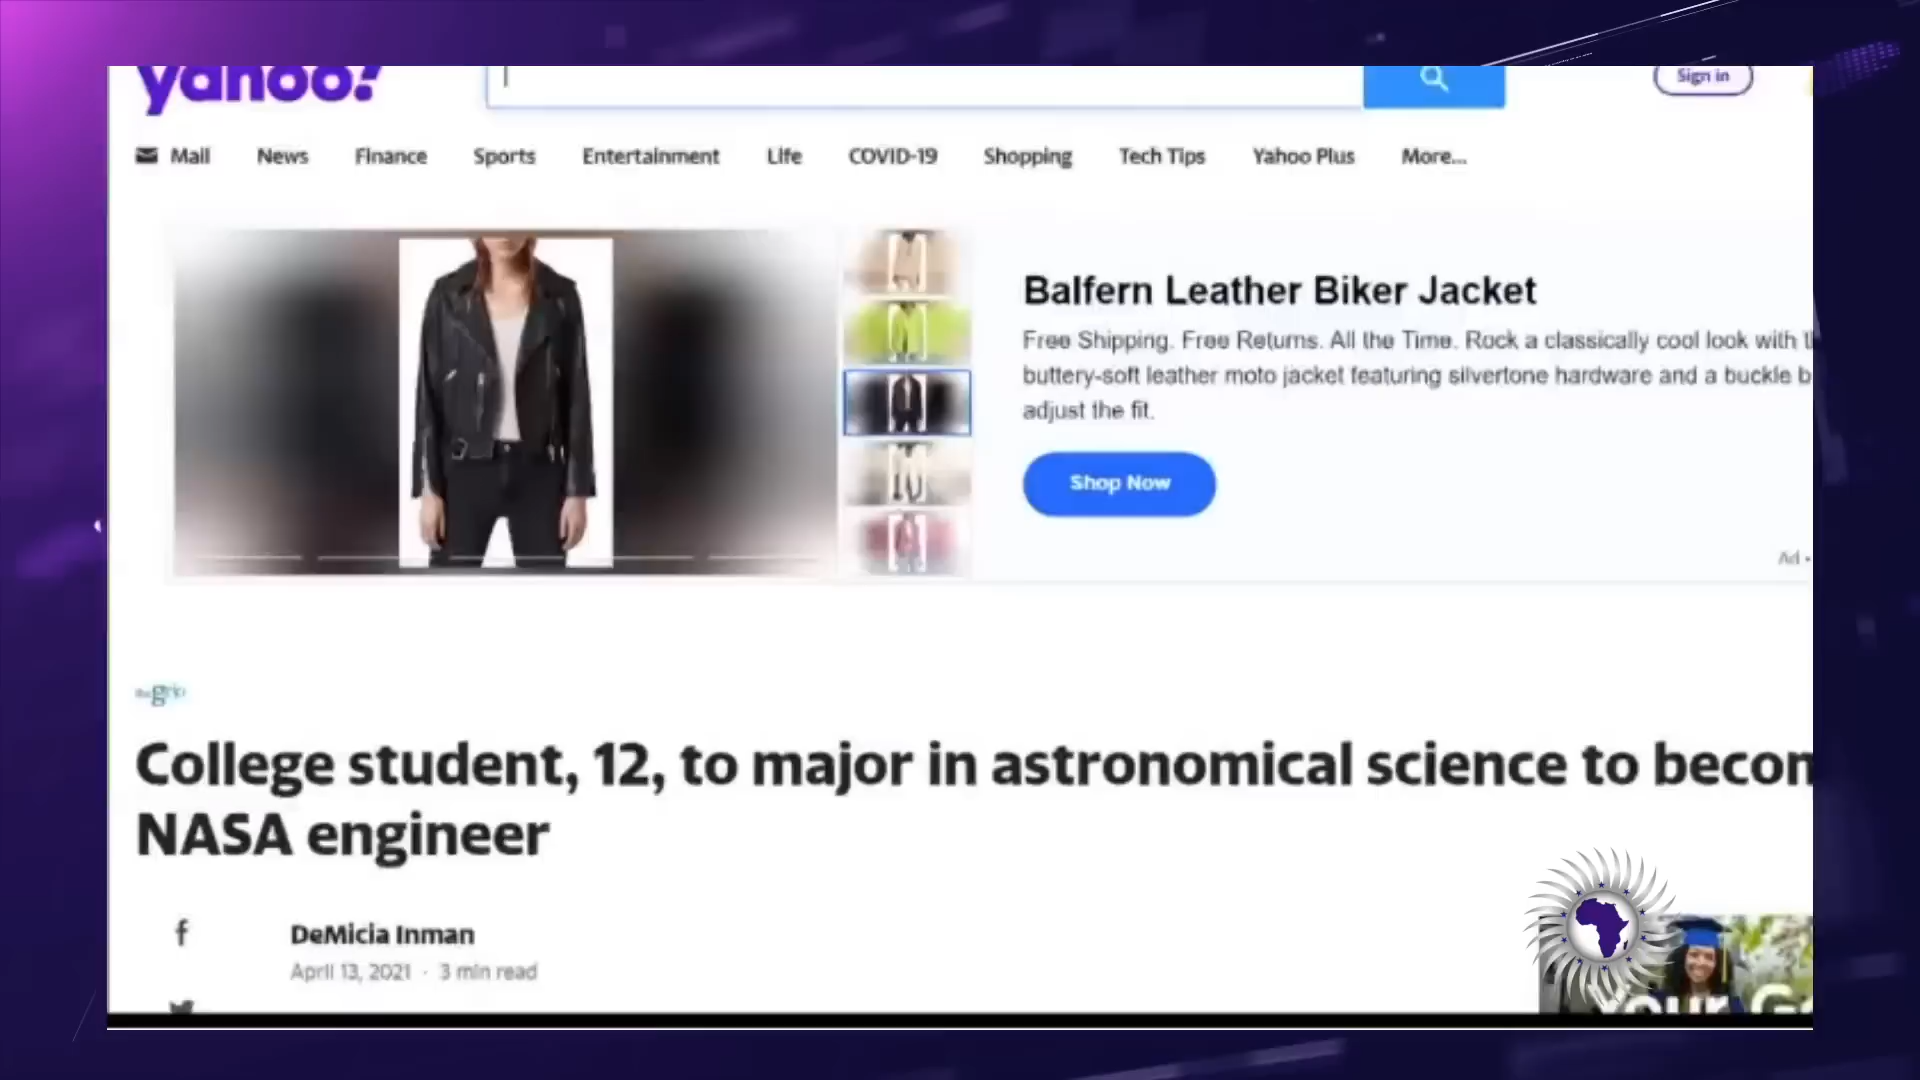 yahoo!
Sign in
Mail News Finance Sports Entertainment Life COVID-19 Shopping Tech Tips Yahoo Plus More...
Balfern Leather Biker Jacket
Free Shipping. Free Returns. All the Time. Rock a classically cool look with
buttery-soft leather moto jacket featuring silvertone hardware and a buckle
adjust the fit.
Shop Now
Ad
grio
College student, 12, to major in astronomical science to becom
NASA engineer
f
DeMicia Inman
April 13, 2021 · 3 min read
Your